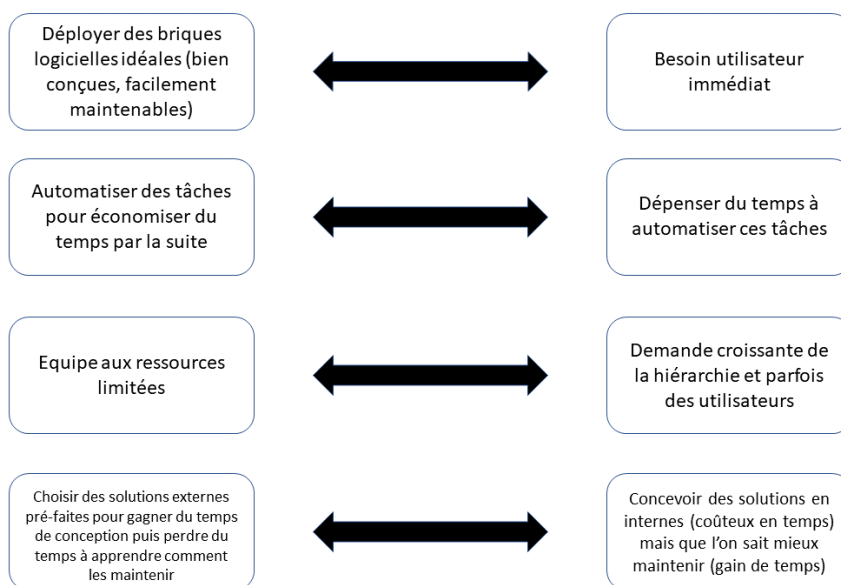 Déployer des briques
logicielles idéales (bien
conçues, facilement
maintenables)
Besoin utilisateur
immédiat
Automatiser des tâches
pour économiser du
temps par la suite
Dépenser du temps à
automatiser ces tâches
Equipe aux ressources
limitées
Demande croissante de
la hiérarchie et parfois
des utilisateurs
Choisir des solutions externes
pré-faites pour gagner du temps
de conception puis perdre du
temps à apprendre comment
les maintenir
Concevoir des solutions en
internes (coûteux en temps)
mais que l'on sait mieux
maintenir (gain de temps)